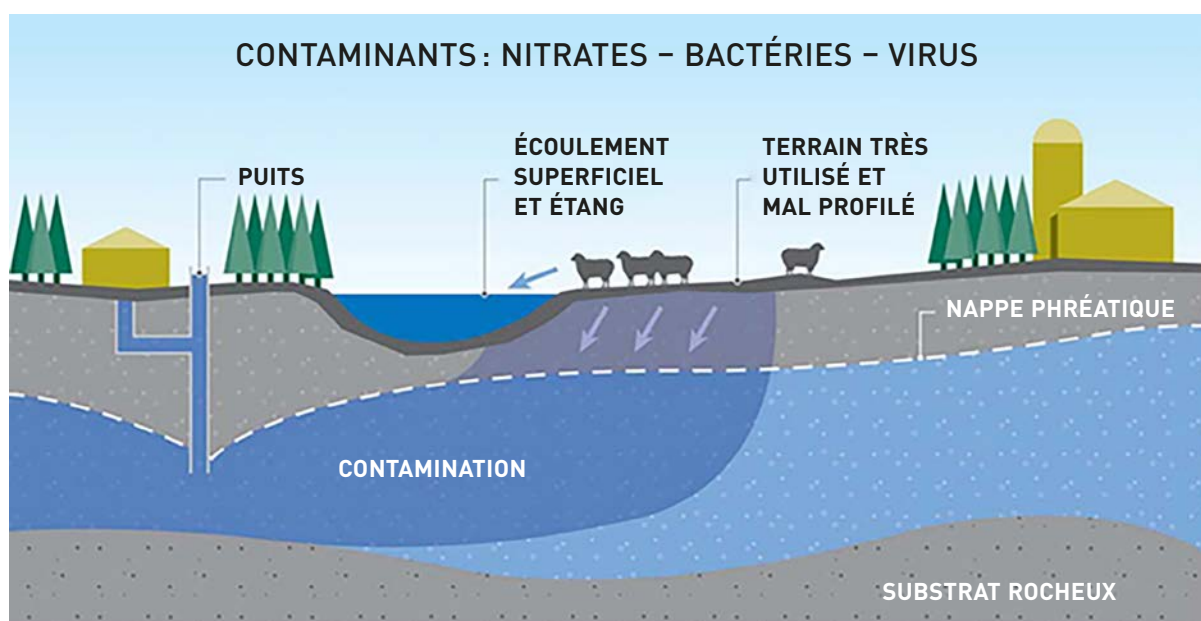 CONTAMINANTS : NITRATES – BACTÉRIES – VIRUS
PUITS
ÉCOULEMENT
SUPERFICIEL
ET ÉTANG
TERRAIN TRÈS
UTILISÉ ET
MAL PROFILÉ
NAPPE PHRÉATIQUE
CONTAMINATION
SUBSTRAT ROCHEUX